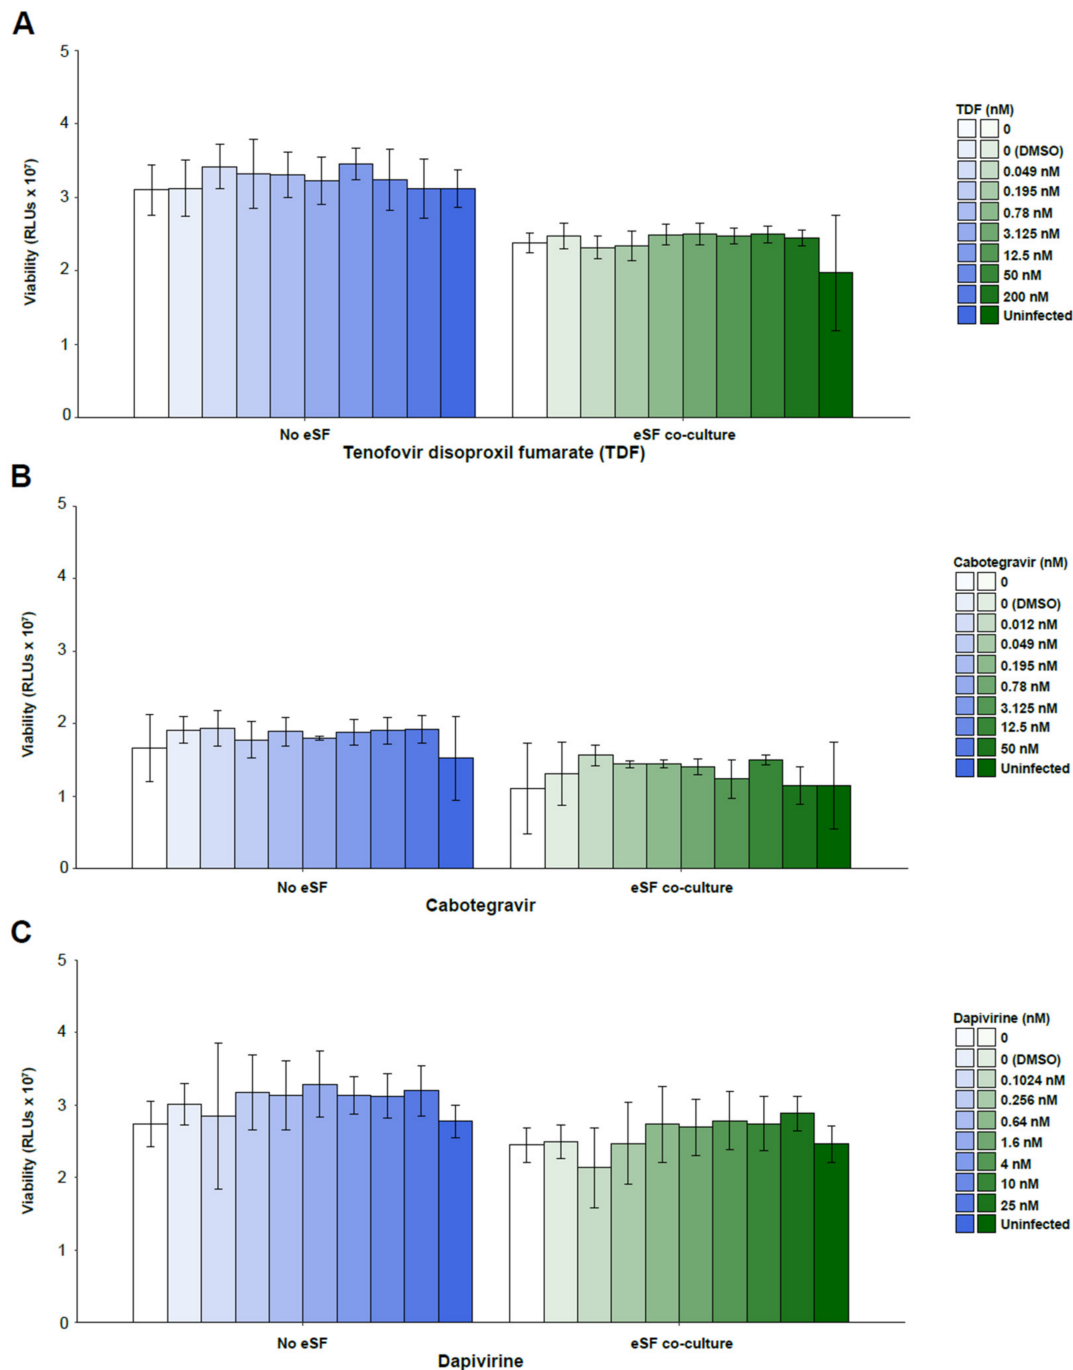 A
5
4
3
2
1
0
Viability (RLUs x 10⁷)
No eSF
eSF co-culture
Tenofovir disoproxil fumarate (TDF)
TDF (nM)
0
0 (DMSO)
0.049 nM
0.195 nM
0.78 nM
3.125 nM
12.5 nM
50 nM
200 nM
Uninfected
B
5
4
3
2
1
0
Viability (RLUs x 10⁷)
No eSF
eSF co-culture
Cabotegravir
Cabotegravir (nM)
0
0 (DMSO)
0.012 nM
0.049 nM
0.195 nM
0.78 nM
3.125 nM
12.5 nM
50 nM
Uninfected
C
5
4
3
2
1
0
Viability (RLUs x 10⁷)
No eSF
eSF co-culture
Dapivirine
Dapivirine (nM)
0
0 (DMSO)
0.1024 nM
0.256 nM
0.64 nM
1.6 nM
4 nM
10 nM
25 nM
Uninfected